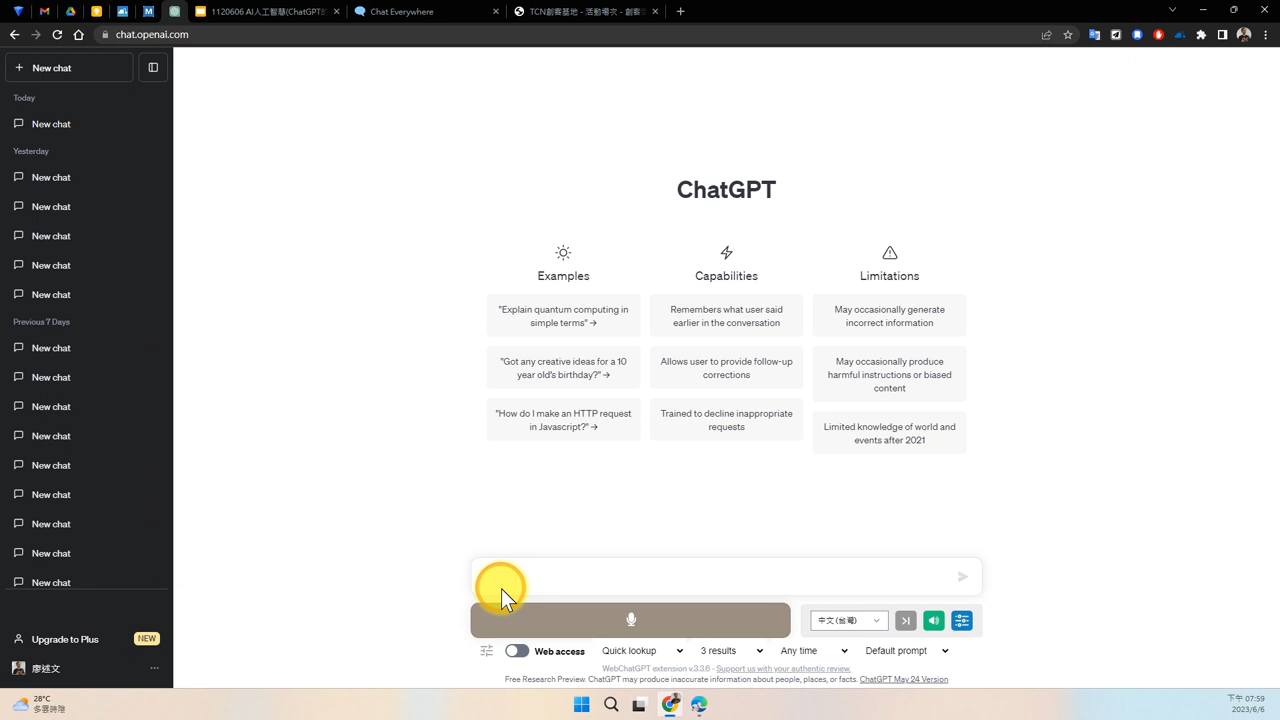 1120606 AI人工智慧(ChatGPT的
Chat Everywhere
TCN創客基地 - 活動場次 - 創客
chat.openai.com
New chat
Today
New chat
Yesterday
New chat
New chat
New chat
New chat
New chat
Previous 7 Days
New chat
New chat
New chat
New chat
New chat
New chat
New chat
New chat
New chat
Upgrade to Plus
NEW
廖述文
ChatGPT
Examples
"Explain quantum computing in
simple terms" →
"Got any creative ideas for a 10
year old's birthday?" →
"How do I make an HTTP request
in Javascript?" →
Capabilities
Remembers what user said
earlier in the conversation
Allows user to provide follow-up
corrections
Trained to decline inappropriate
requests
Limitations
May occasionally generate
incorrect information
May occasionally produce
harmful instructions or biased
content
Limited knowledge of world and
events after 2021
中文 (台灣)
Web access
Quick lookup
3 results
Any time
Default prompt
WebChatGPT extension v.3.3.6 - Support us with your authentic review.
Free Research Preview. ChatGPT may produce inaccurate information about people, places, or facts. ChatGPT May 24 Version
28°C
多雲時陰
下午 07:59
2023/6/6